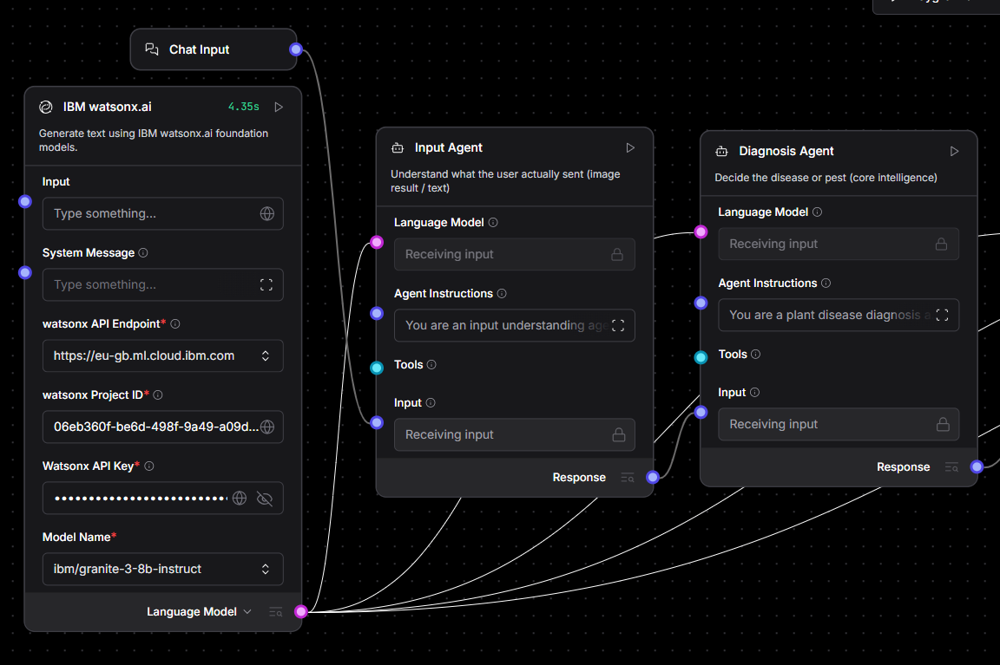 Chat Input
IBM watsonx.ai
4.35s
Generate text using IBM watsonx.ai foundation
models.
Input
Type something...
System Message
Type something...
watsonx API Endpoint*
https://eu-gb.ml.cloud.ibm.com
watsonx Project ID*
06eb360f-be6d-498f-9a49-a09d...
Watsonx API Key*
••••••••••••••••••••••••••
Model Name*
ibm/granite-3-8b-instruct
Language Model
Input Agent
Understand what the user actually sent (image
result / text)
Language Model
Receiving input
Agent Instructions
You are an input understanding age
Tools
Input
Receiving input
Response
Diagnosis Agent
Decide the disease or pest (core intelligence)
Language Model
Receiving input
Agent Instructions
You are a plant disease diagnosis a
Tools
Input
Receiving input
Response